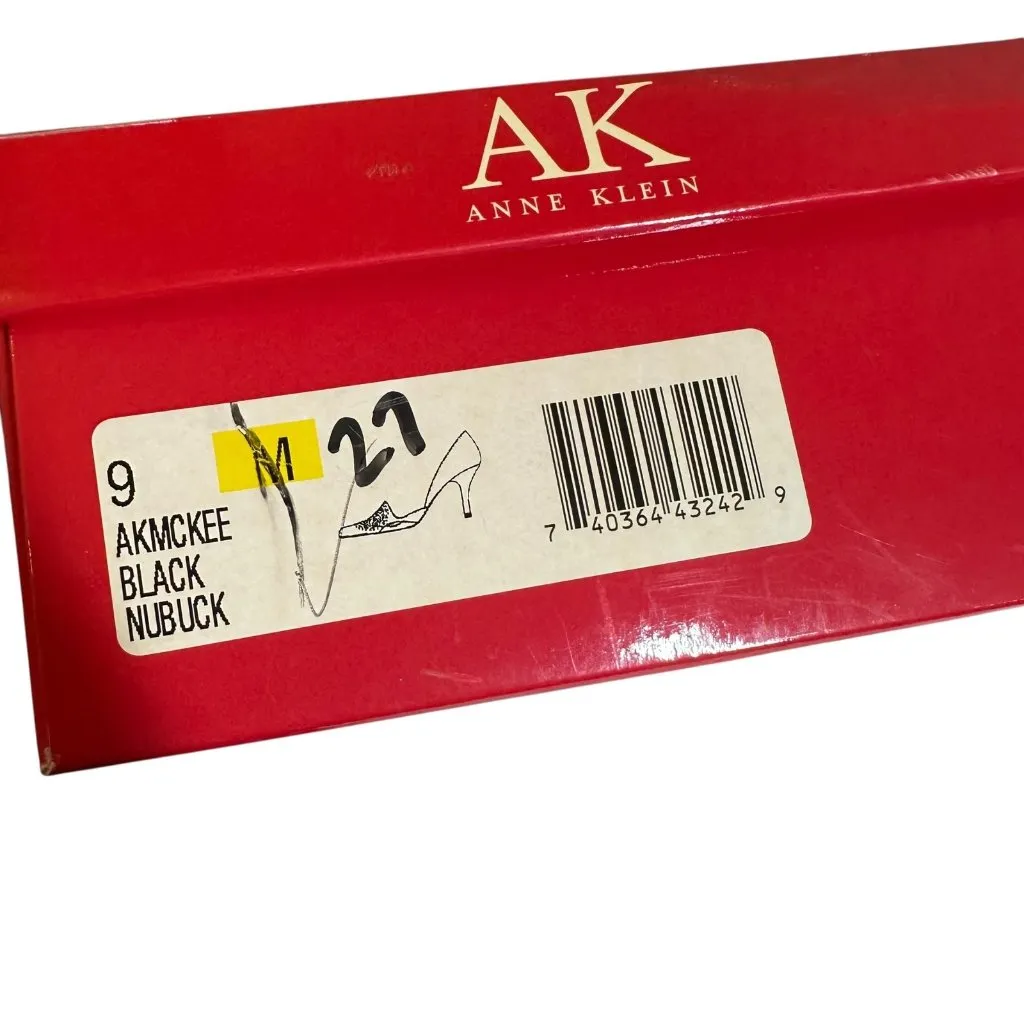 AK
ANNE KLEIN
9 M 27
AKMCKEE
BLACK
NUBUCK
7 40364 43242 9